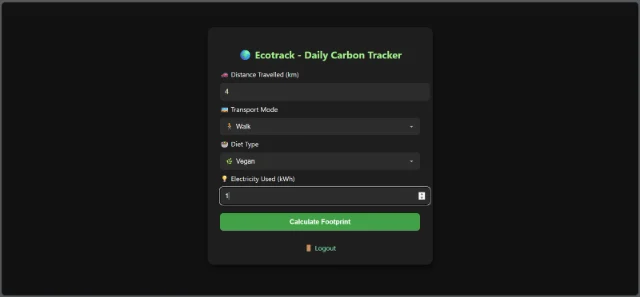 Ecotrack - Daily Carbon Tracker
Distance Travelled (km)
4
Transport Mode
Walk
Diet Type
Vegan
Electricity Used (kWh)
1
Calculate Footprint
Logout